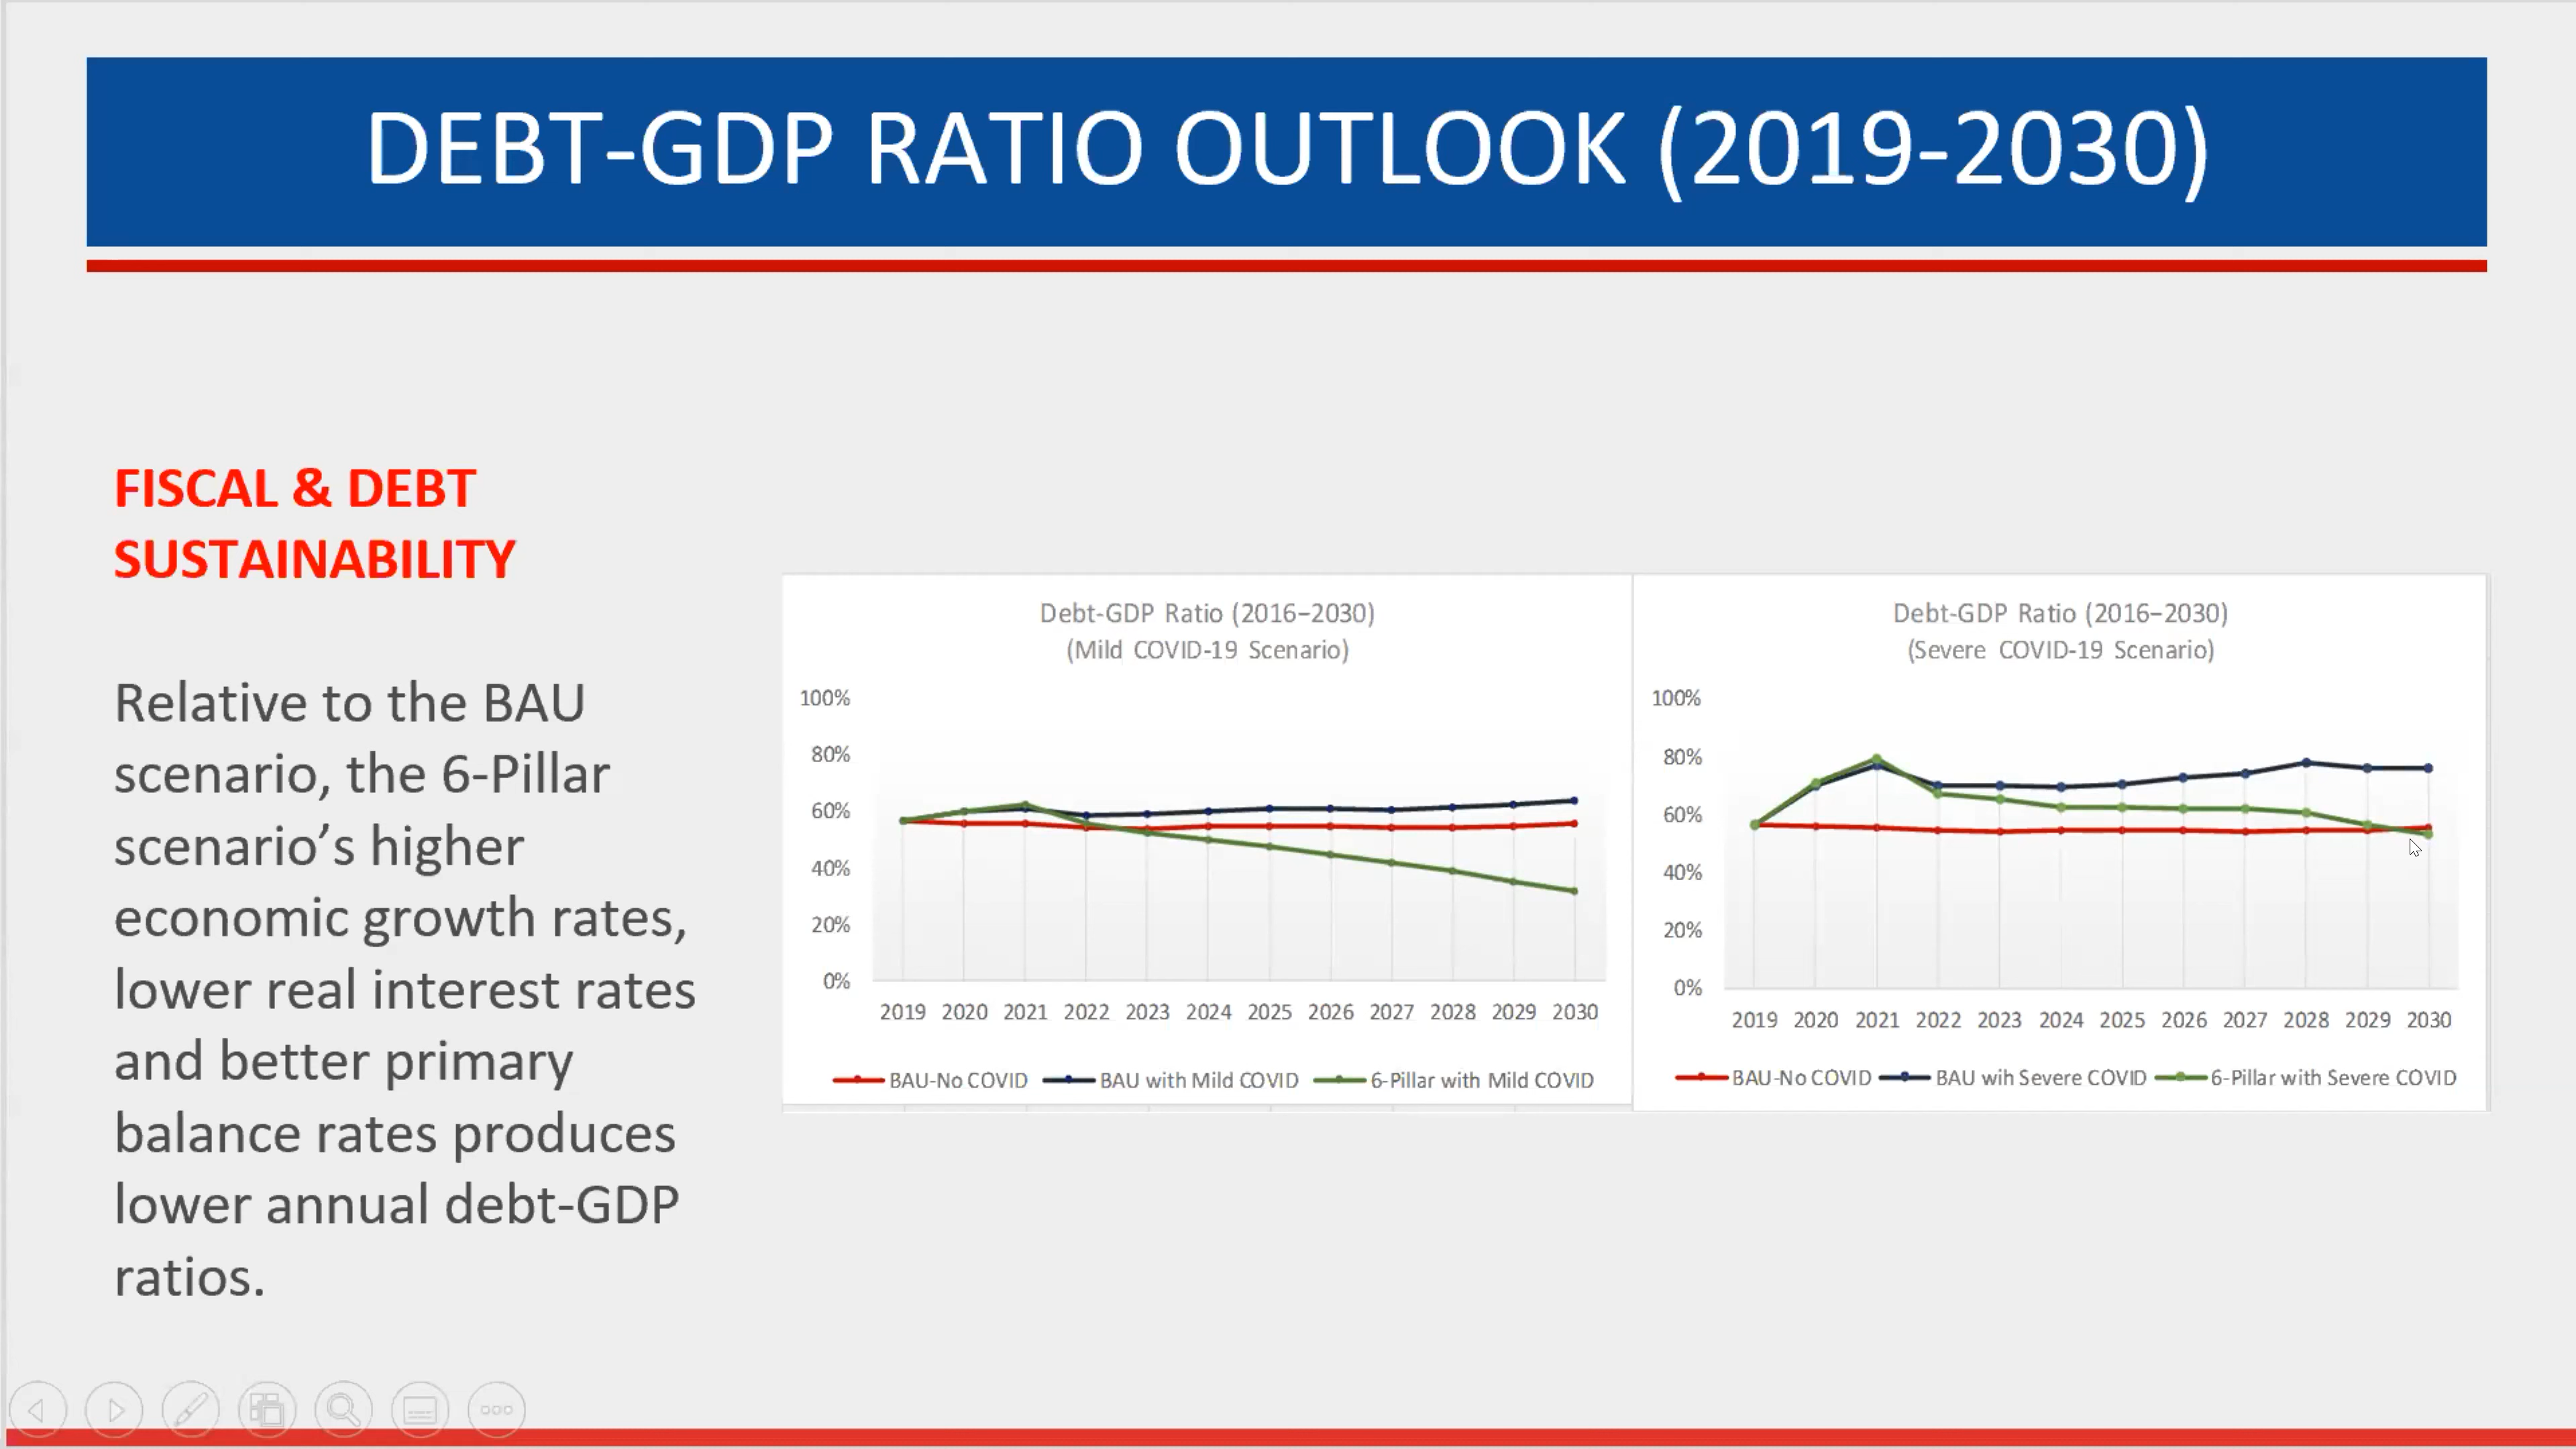 DEBT-GDP RATIO OUTLOOK (2019-2030)
FISCAL & DEBT
SUSTAINABILITY
Relative to the BAU
scenario, the 6-Pillar
scenario’s higher
economic growth rates,
lower real interest rates
and better primary
balance rates produces
lower annual debt-GDP
ratios.
Debt-GDP Ratio (2016–2030)
(Mild COVID-19 Scenario)
100%
80%
60%
40%
20%
0%
2019 2020 2021 2022 2023 2024 2025 2026 2027 2028 2029 2030
BAU-No COVID BAU with Mild COVID 6-Pillar with Mild COVID
Debt-GDP Ratio (2016–2030)
(Severe COVID-19 Scenario)
100%
80%
60%
40%
20%
0%
2019 2020 2021 2022 2023 2024 2025 2026 2027 2028 2029 2030
BAU-No COVID BAU wih Severe COVID 6-Pillar with Severe COVID